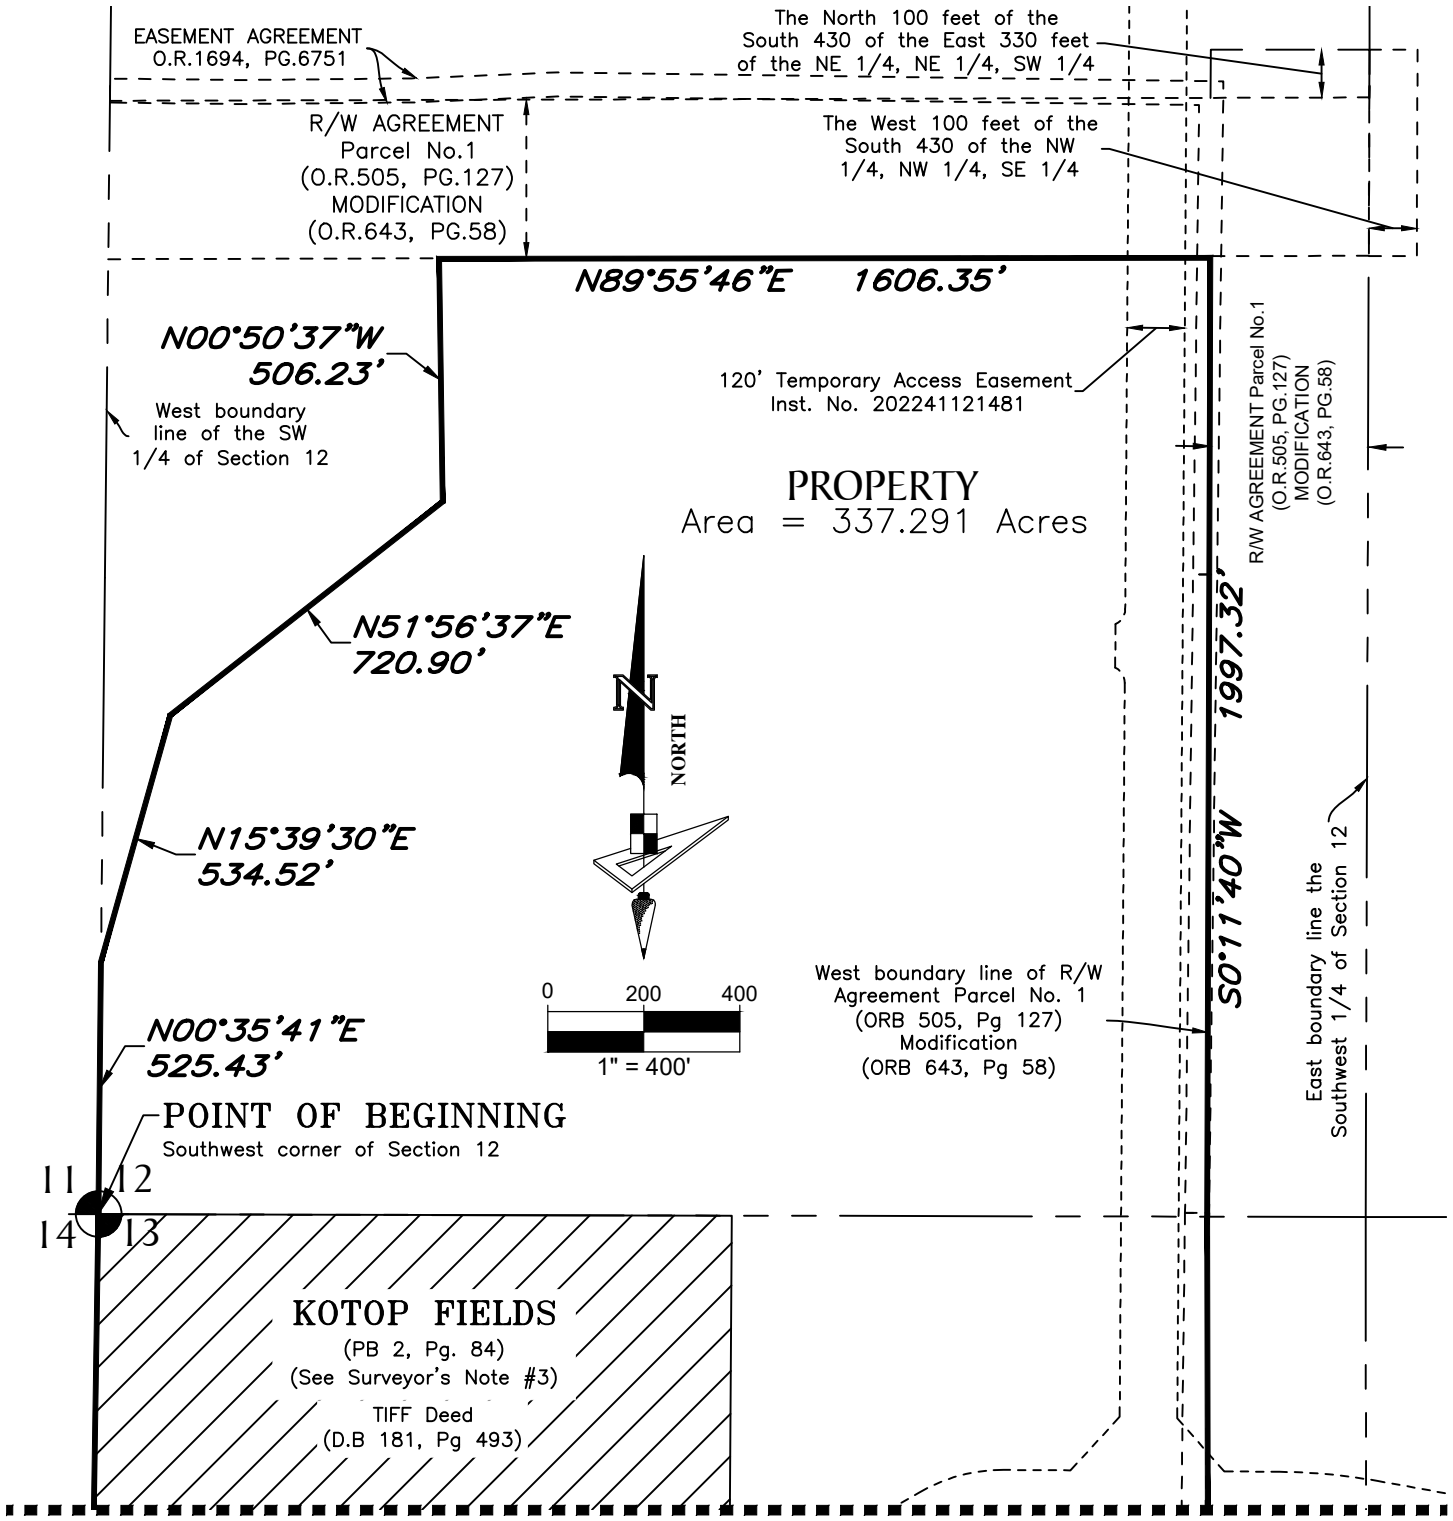 EASEMENT AGREEMENT
O.R.1694, PG.6751
The North 100 feet of the
South 430 of the East 330 feet
of the NE 1/4, NE 1/4, SW 1/4
R/W AGREEMENT
Parcel No.1
(O.R.505, PG.127)
MODIFICATION
(O.R.643, PG.58)
The West 100 feet of the
South 430 of the NW
1/4, NW 1/4, SE 1/4
N89°55'46"E 1606.35'
N00°50'37"W
506.23'
West boundary
line of the SW
1/4 of Section 12
120' Temporary Access Easement
Inst. No. 202241121481
R/W AGREEMENT Parcel No.1
(O.R.505, PG.127)
MODIFICATION
(O.R.643, PG.58)
PROPERTY
Area = 337.291 Acres
N51°56'37"E
720.90'
N
NORTH
S0°11'40"W 1997.32'
N15°39'30"E
534.52'
East boundary line the
Southwest 1/4 of Section 12
West boundary line of R/W
Agreement Parcel No. 1
(ORB 505, Pg 127)
Modification
(ORB 643, Pg 58)
0 200 400
1" = 400'
N00°35'41"E
525.43'
POINT OF BEGINNING
Southwest corner of Section 12
11 12
14 13
KOTOP FIELDS
(PB 2, Pg. 84)
(See Surveyor's Note #3)
TIFF Deed
(D.B 181, Pg 493)